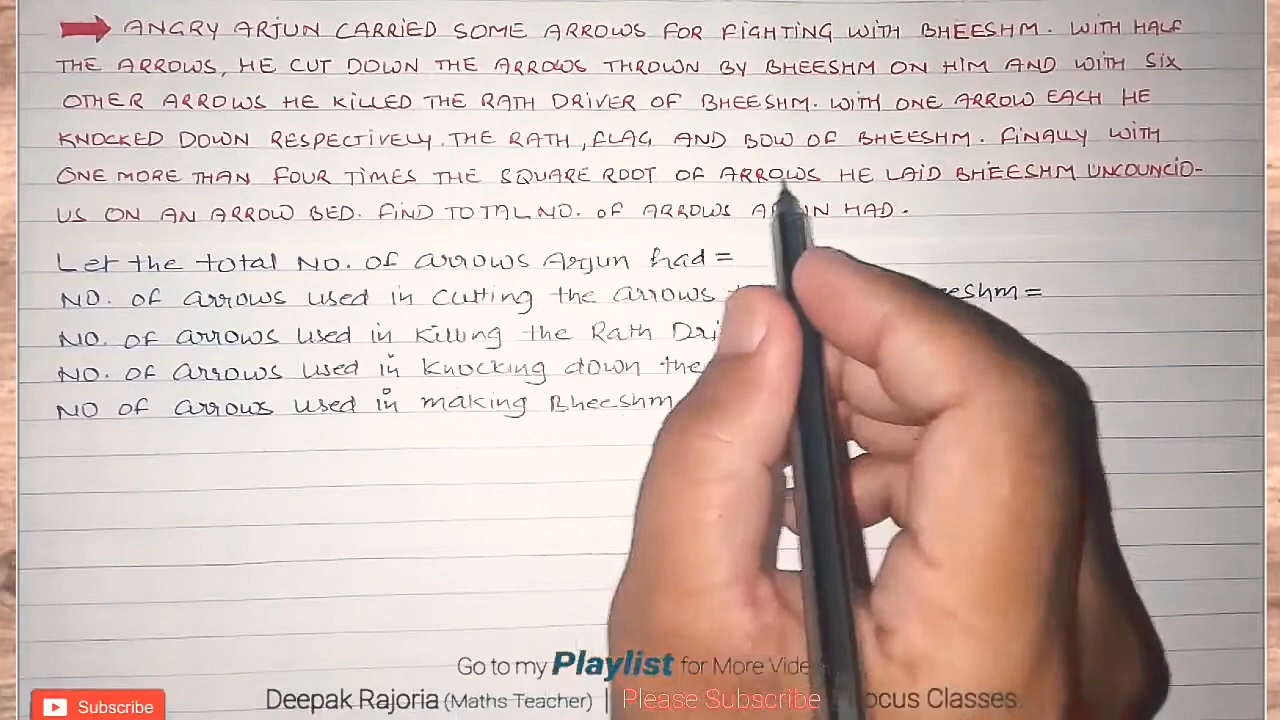 ANGRY ARJUN CARRIED SOME ARROWS FOR FIGHTING WITH BHEESHM. WITH HALF
THE ARROWS, HE CUT DOWN THE ARROWS THROWN BY BHEESHM ON HIM AND WITH SIX
OTHER ARROWS HE KILLED THE RATH DRIVER OF BHEESHM. WITH ONE ARROW EACH HE
KNOCKED DOWN RESPECTIVELY, THE RATH, FLAG AND BOW OF BHEESHM. FINALLY WITH
ONE MORE THAN FOUR TIMES THE SQUARE ROOT OF ARROWS HE LAID BHEESHM UNCOUNCIO-
US ON AN ARROW BED. FIND TOTAL NO. OF ARROWS HAD.
Let the total No. of arrows Arjun had =
NO. of arrows used in cutting the arrows =
NO. of arrows used in killing the Rath
NO. of arrows used in knocking down the
NO of arrows used in making Bheeshm
Go to my Playlist for More
Deepak Rajoria (Maths Teacher) | Please Subscribe Classes.
Subscribe